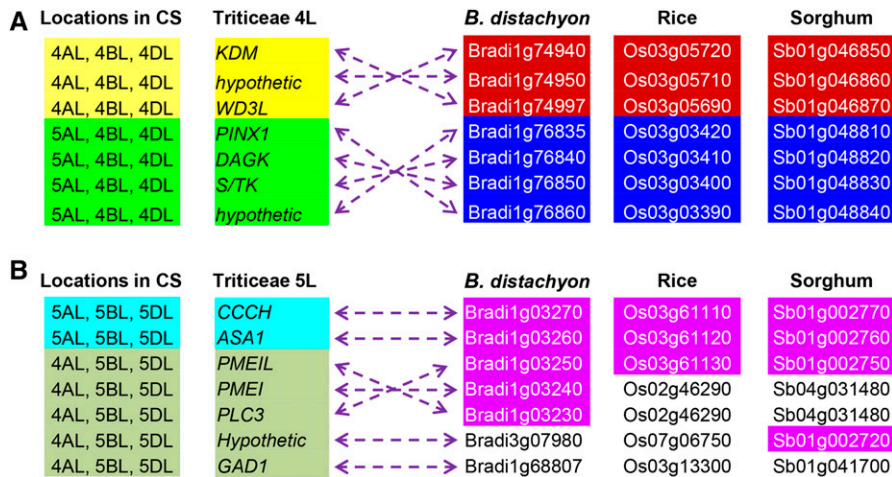 A
Locations in CS Triticeae 4L B. distachyon Rice Sorghum
4AL, 4BL, 4DL KDM Bradi1g74940 Os03g05720 Sb01g046850
4AL, 4BL, 4DL hypothetic Bradi1g74950 Os03g05710 Sb01g046860
4AL, 4BL, 4DL WD3L Bradi1g74997 Os03g05690 Sb01g046870
5AL, 4BL, 4DL PINX1 Bradi1g76835 Os03g03420 Sb01g048810
5AL, 4BL, 4DL DAGK Bradi1g76840 Os03g03410 Sb01g048820
5AL, 4BL, 4DL S/TK Bradi1g76850 Os03g03400 Sb01g048830
5AL, 4BL, 4DL hypothetic Bradi1g76860 Os03g03390 Sb01g048840
B
Locations in CS Triticeae 5L B. distachyon Rice Sorghum
5AL, 5BL, 5DL CCCH Bradi1g03270 Os03g61110 Sb01g002770
5AL, 5BL, 5DL ASA1 Bradi1g03260 Os03g61120 Sb01g002760
4AL, 5BL, 5DL PMEIL Bradi1g03250 Os03g61130 Sb01g002750
4AL, 5BL, 5DL PMEI Bradi1g03240 Os02g46290 Sb04g031480
4AL, 5BL, 5DL PLC3 Bradi1g03230 Os02g46290 Sb04g031480
4AL, 5BL, 5DL Hypothetic Bradi3g07980 Os07g06750 Sb01g002720
4AL, 5BL, 5DL GAD1 Bradi1g68807 Os03g13300 Sb01g041700